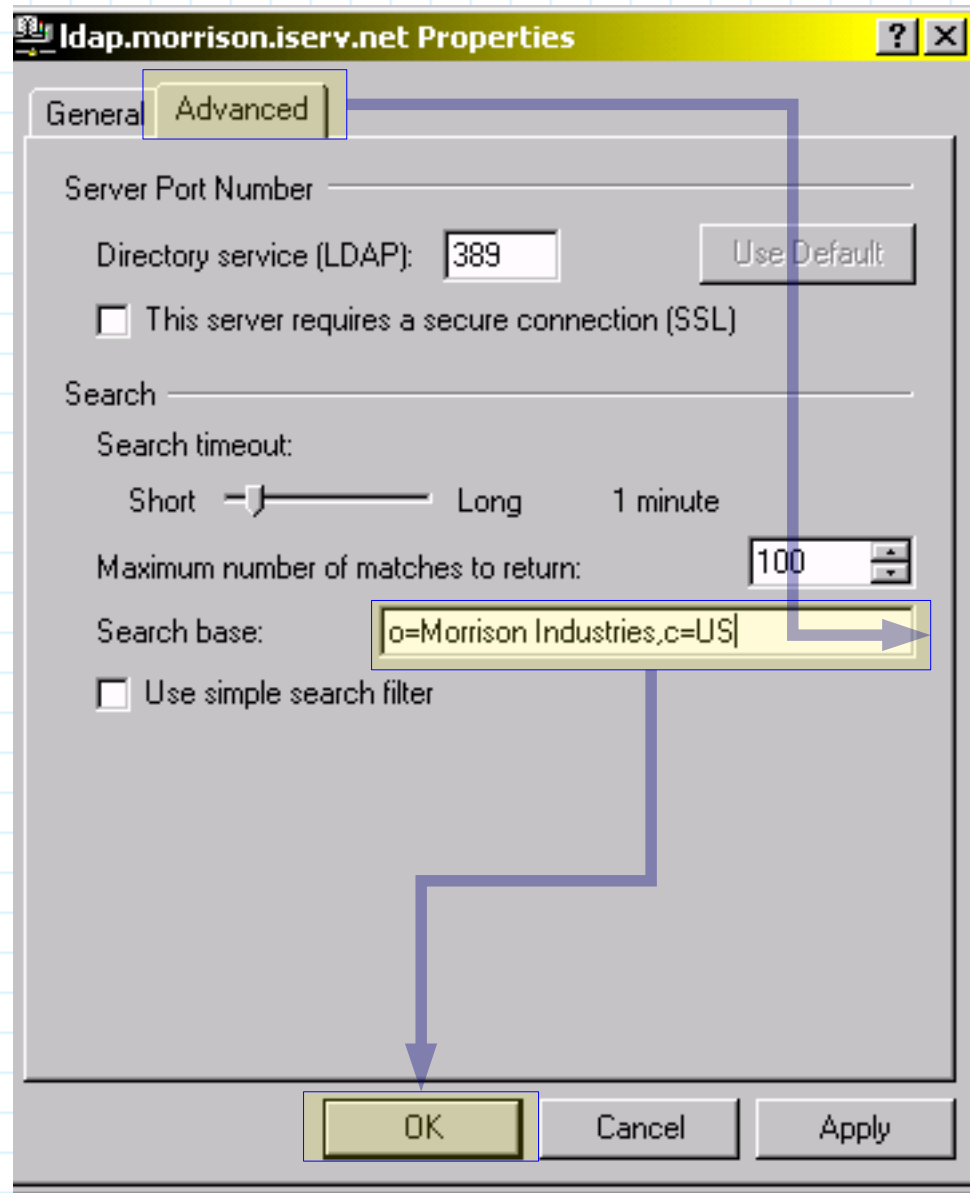 ldap.morrison.iserv.net Properties
General Advanced
Server Port Number
Directory service (LDAP): 389 Use Default
This server requires a secure connection (SSL)
Search
Search timeout:
Short Long 1 minute
Maximum number of matches to return: 100
Search base: o=Morrison Industries,c=US
Use simple search filter
OK Cancel Apply